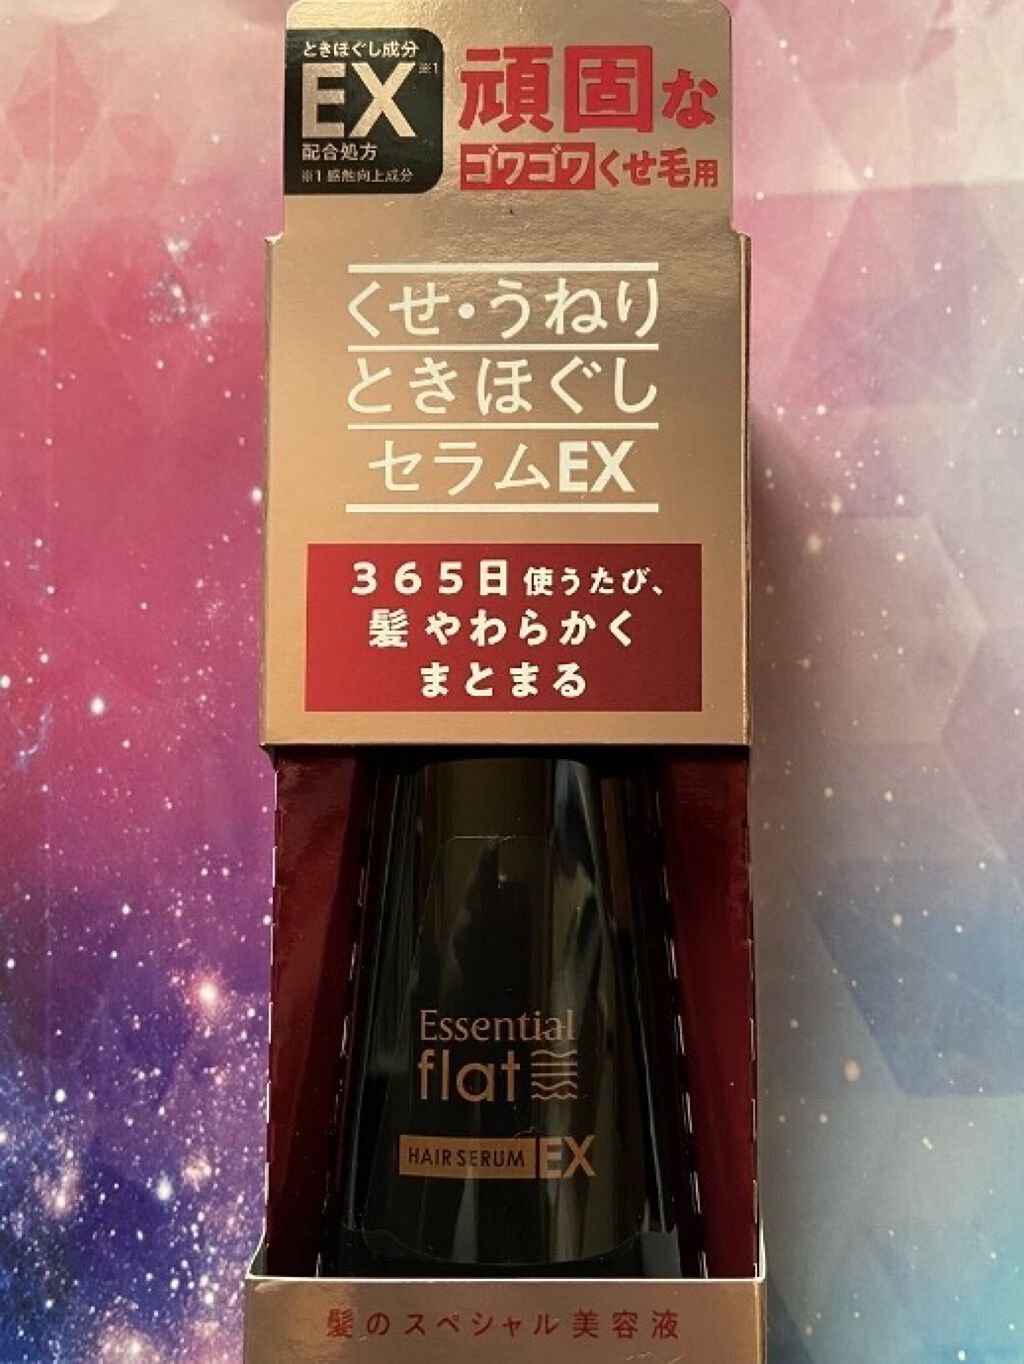 ときほぐし成分
EX ※1
配合処方
※1 感触向上成分
頑固な
ゴワゴワくせ毛用
くせ・うねり
ときほぐし
セラムEX
365日 使うたび、
髪 やわらかく
まとまる
Essential
flat
HAIR SERUM EX
髪のスペシャル美容液